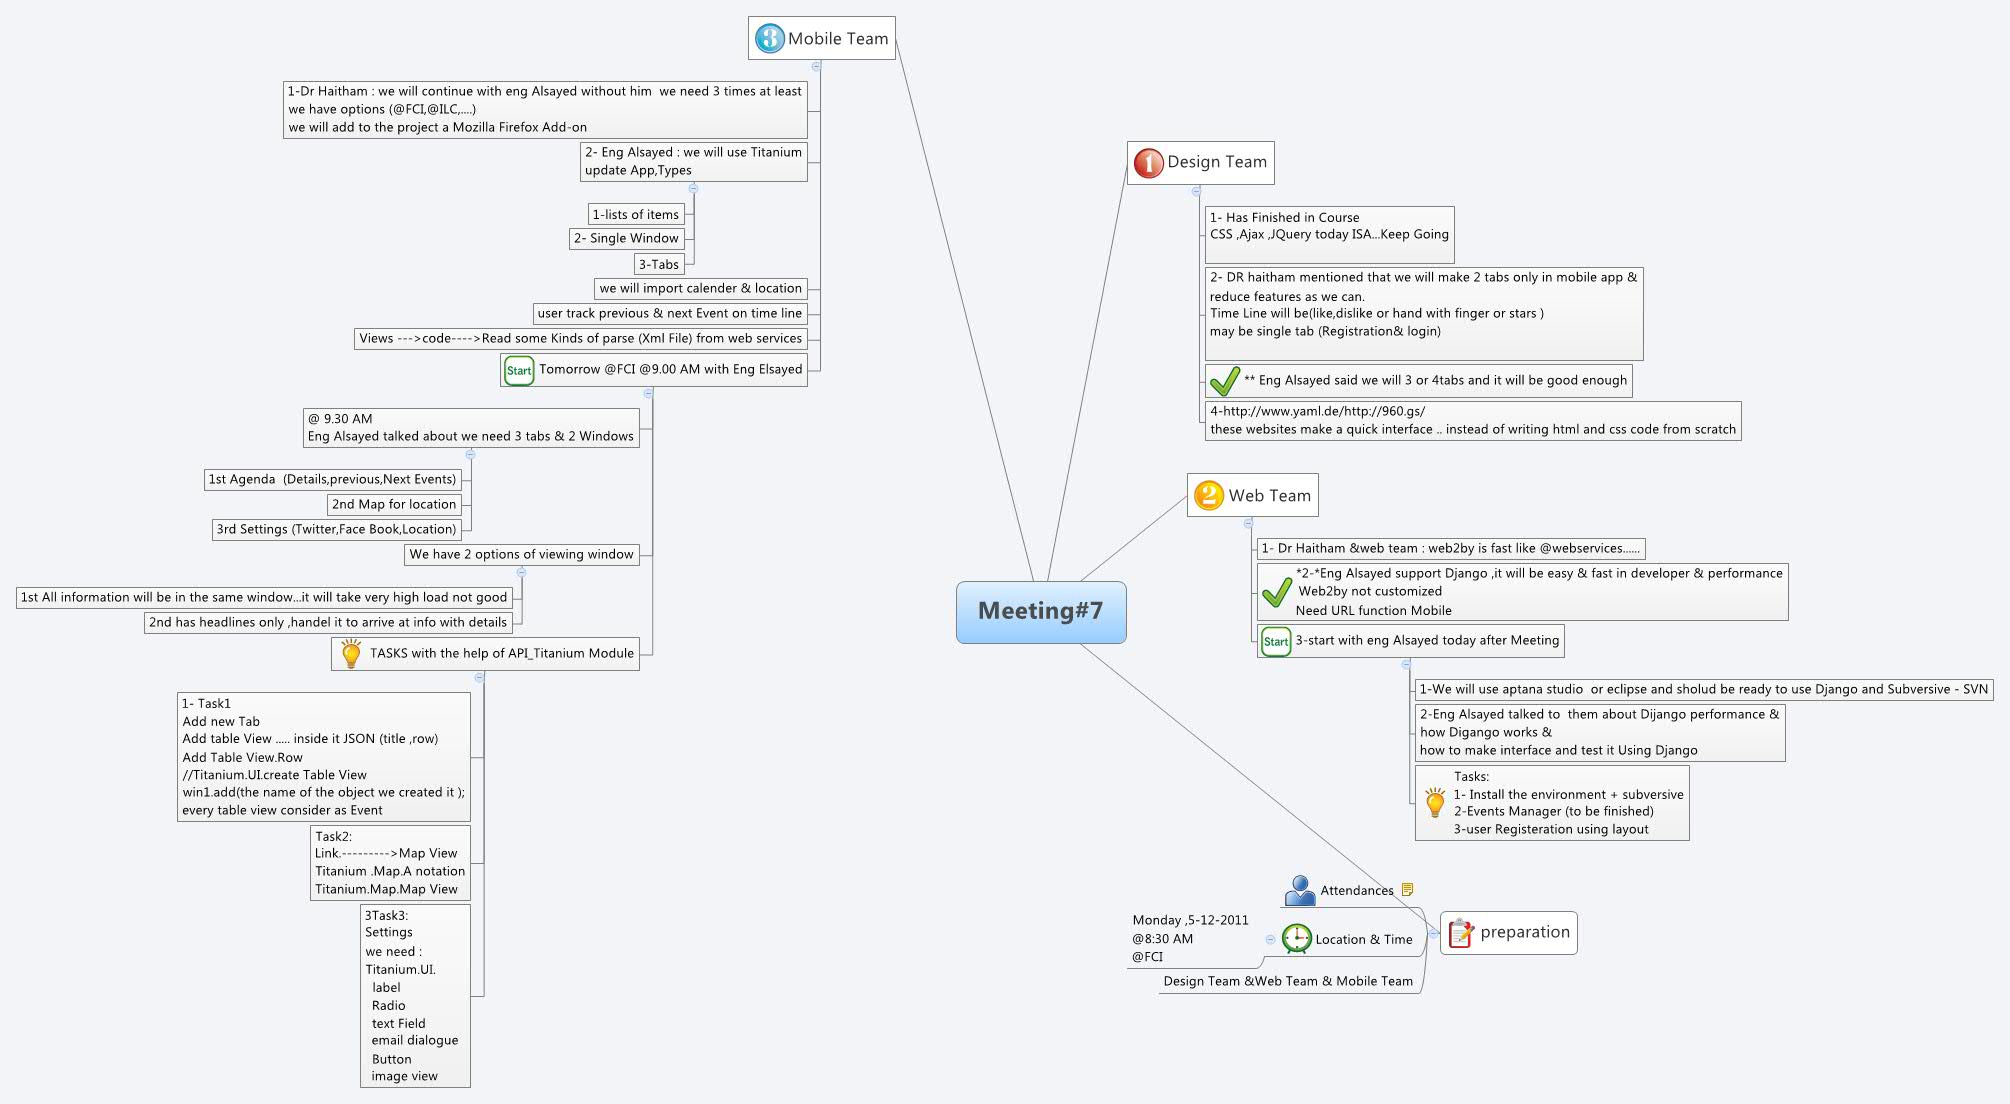 Meeting#7
1 Design Team
1- Has Finished in Course
CSS ,Ajax ,JQuery today ISA...Keep Going
2- DR haitham mentioned that we will make 2 tabs only in mobile app &
reduce features as we can.
Time Line will be(like,dislike or hand with finger or stars )
may be single tab (Registration& login)
** Eng Alsayed said we will 3 or 4tabs and it will be good enough
4-http://www.yaml.de/http://960.gs/
these websites make a quick interface .. instead of writing html and css code from scratch
2 Web Team
1- Dr Haitham &web team : web2by is fast like @webservices......
*2-*Eng Alsayed support Django ,it will be easy & fast in developer & performance
Web2by not customized
Need URL function Mobile
Start 3-start with eng Alsayed today after Meeting
1-We will use aptana studio  or eclipse and sholud be ready to use Django and Subversive - SVN
2-Eng Alsayed talked to  them about Dijango performance &
how Digango works &
how to make interface and test it Using Django
Tasks:
1- Install the environment + subversive
2-Events Manager (to be finished)
3-user Registeration using layout
3 Mobile Team
1-Dr Haitham : we will continue with eng Alsayed without him  we need 3 times at least
we have options (@FCI,@ILC,....)
we will add to the project a Mozilla Firefox Add-on
2- Eng Alsayed : we will use Titanium
update App,Types
1-lists of items
2- Single Window
3-Tabs
we will import calender & location
user track previous & next Event on time line
Views --->code---->Read some Kinds of parse (Xml File) from web services
Start Tomorrow @FCI @9.00 AM with Eng Elsayed
@ 9.30 AM
Eng Alsayed talked about we need 3 tabs & 2 Windows
1st Agenda  (Details,previous,Next Events)
2nd Map for location
3rd Settings (Twitter,Face Book,Location)
We have 2 options of viewing window
1st All information will be in the same window...it will take very high load not good
2nd has headlines only ,handel it to arrive at info with details
TASKS with the help of API_Titanium Module
1- Task1
Add new Tab
Add table View ..... inside it JSON (title ,row)
Add Table View.Row
//Titanium.UI.create Table View
win1.add(the name of the object we created it );
every table view consider as Event
Task2:
Link.--------->Map View
Titanium .Map.A notation
Titanium.Map.Map View
3Task3:
Settings
we need :
Titanium.UI.
label
Radio
text Field
email dialogue
Button
image view
preparation
Attendances
Location & Time
Monday ,5-12-2011
@8:30 AM
@FCI
Design Team &Web Team & Mobile Team